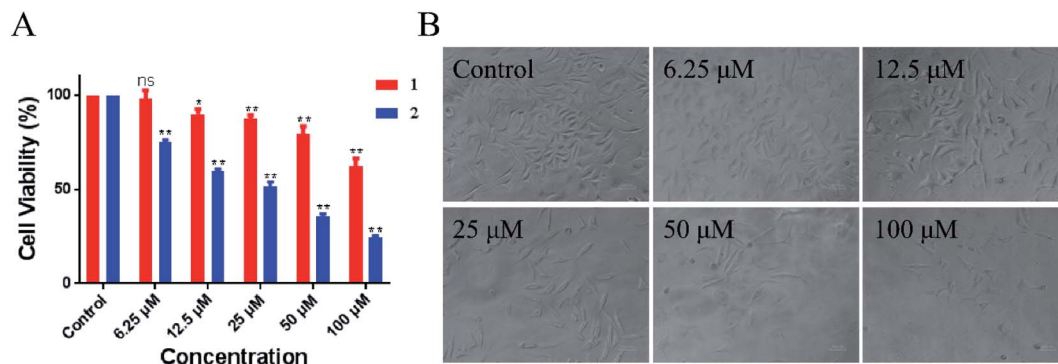 A
Cell Viability (%)
100
50
0
ns
**
*
**
**
**
**
**
**
**
1
2
Control
6.25 μM
12.5 μM
25 μM
50 μM
100 μM
Concentration
B
Control
6.25 μM
12.5 μM
25 μM
50 μM
100 μM